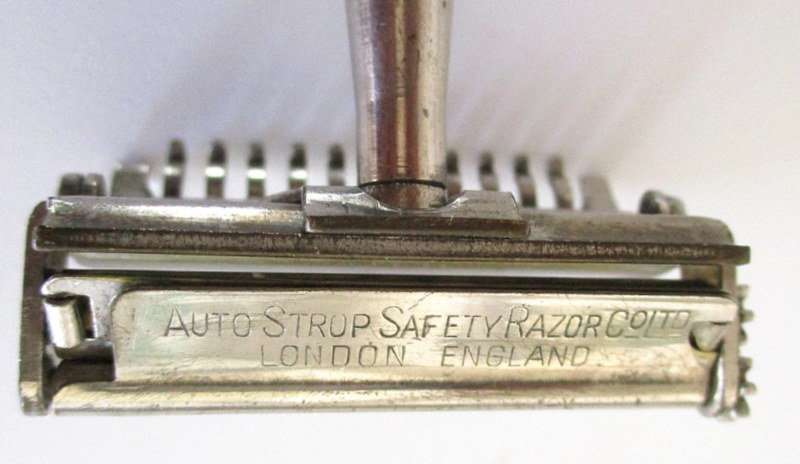 AUTO STROP SAFETY RAZOR CO LTD
LONDON ENGLAND